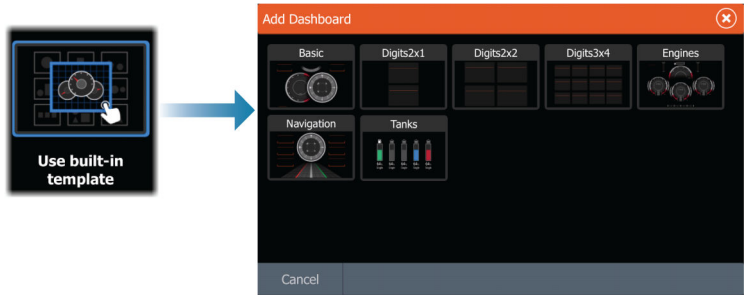 Add Dashboard
Basic
Digits2x1
Digits2x2
Digits3x4
Engines
Navigation
Tanks
Use built-in
template
Cancel